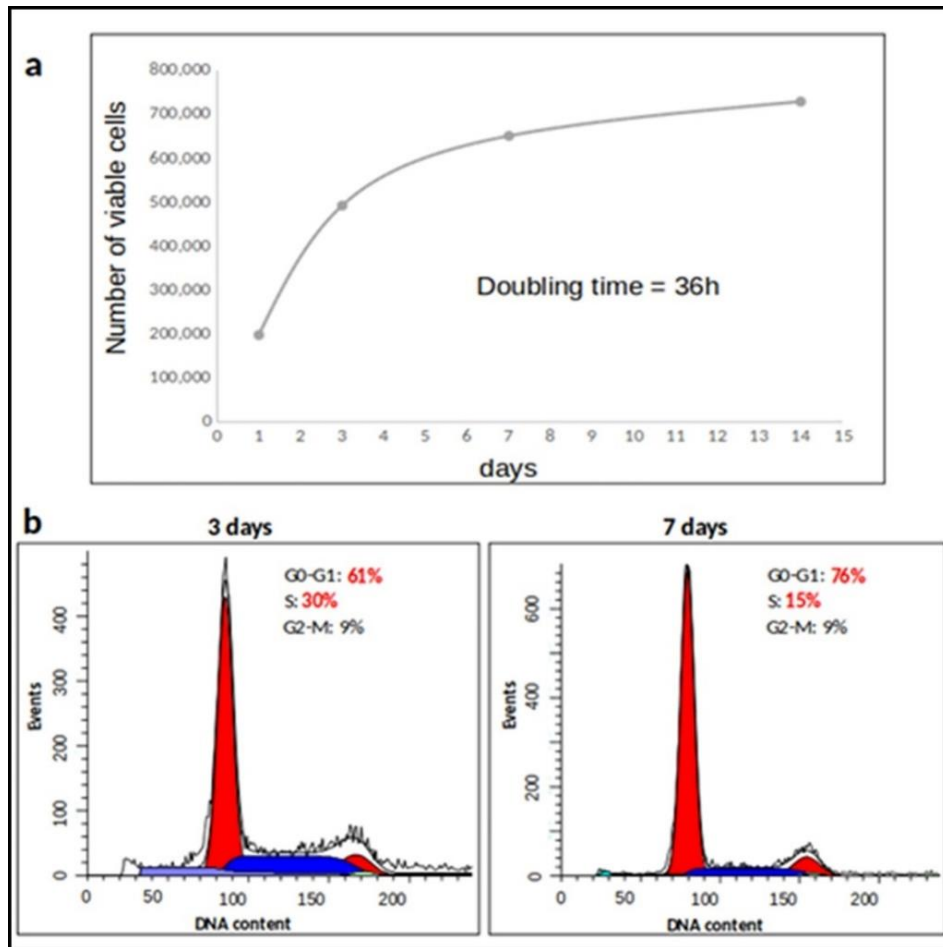 a
800,000
700,000
600,000
500,000
400,000
300,000
200,000
100,000
0
Number of viable cells
Doubling time = 36h
0 1 2 3 4 5 6 7 8 9 10 11 12 13 14 15
days
b
3 days
G0-G1: 61%
S: 30%
G2-M: 9%
400
300
200
100
0
Events
0 50 100 150 200
DNA content
7 days
G0-G1: 76%
S: 15%
G2-M: 9%
600
400
200
0
Events
0 50 100 150 200
DNA content